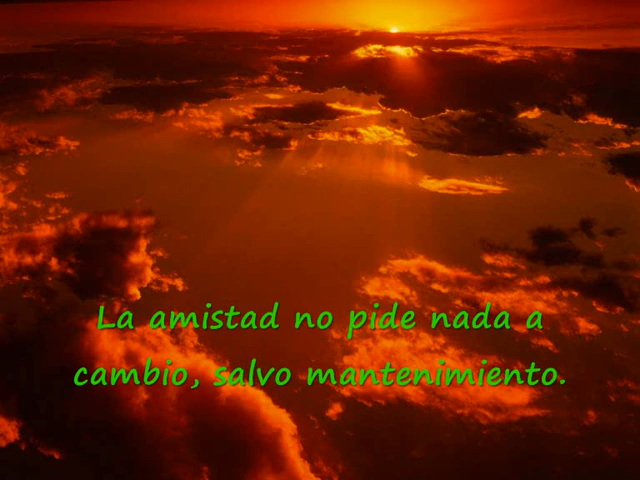 La amistad no pide nada a
cambio, salvo mantenimiento.